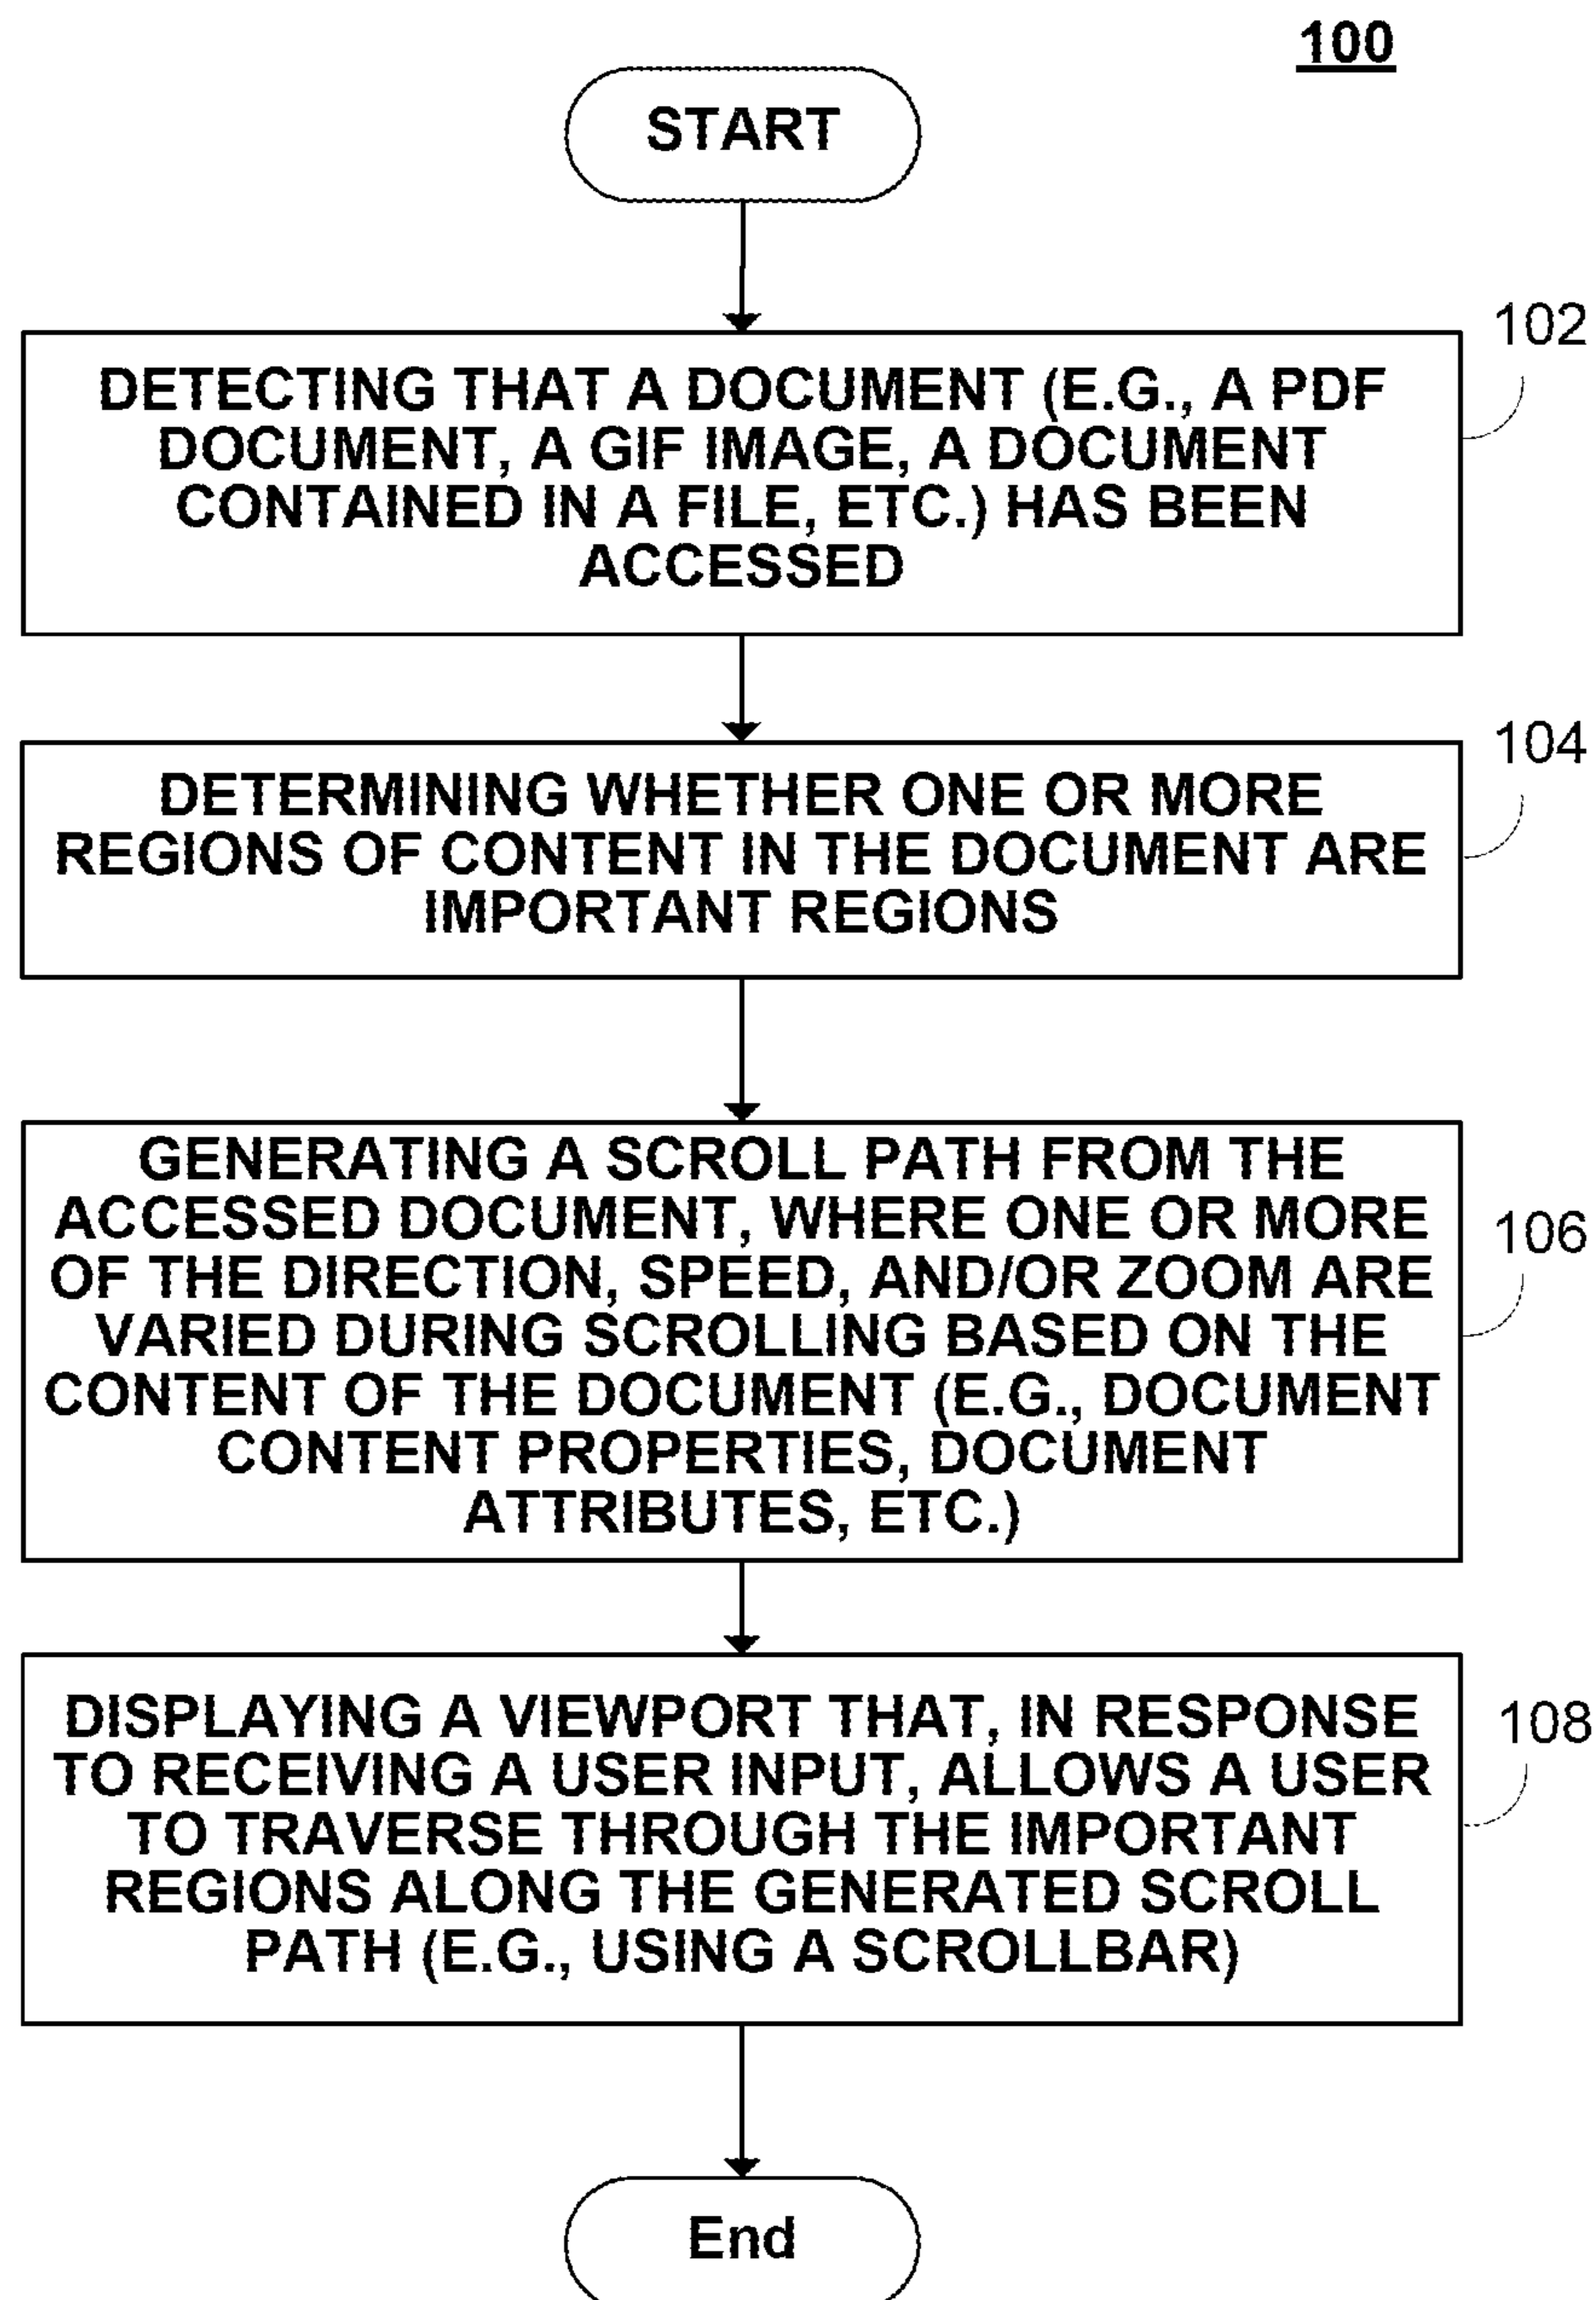 100
START
102
DETECTING THAT A DOCUMENT (E.G., A PDF
DOCUMENT, A GIF IMAGE, A DOCUMENT
CONTAINED IN A FILE, ETC.) HAS BEEN
ACCESSED
104
DETERMINING WHETHER ONE OR MORE
REGIONS OF CONTENT IN THE DOCUMENT ARE
IMPORTANT REGIONS
106
GENERATING A SCROLL PATH FROM THE
ACCESSED DOCUMENT, WHERE ONE OR MORE
OF THE DIRECTION, SPEED, AND/OR ZOOM ARE
VARIED DURING SCROLLING BASED ON THE
CONTENT OF THE DOCUMENT (E.G., DOCUMENT
CONTENT PROPERTIES, DOCUMENT
ATTRIBUTES, ETC.)
108
DISPLAYING A VIEWPORT THAT, IN RESPONSE
TO RECEIVING A USER INPUT, ALLOWS A USER
TO TRAVERSE THROUGH THE IMPORTANT
REGIONS ALONG THE GENERATED SCROLL
PATH (E.G., USING A SCROLLBAR)
End